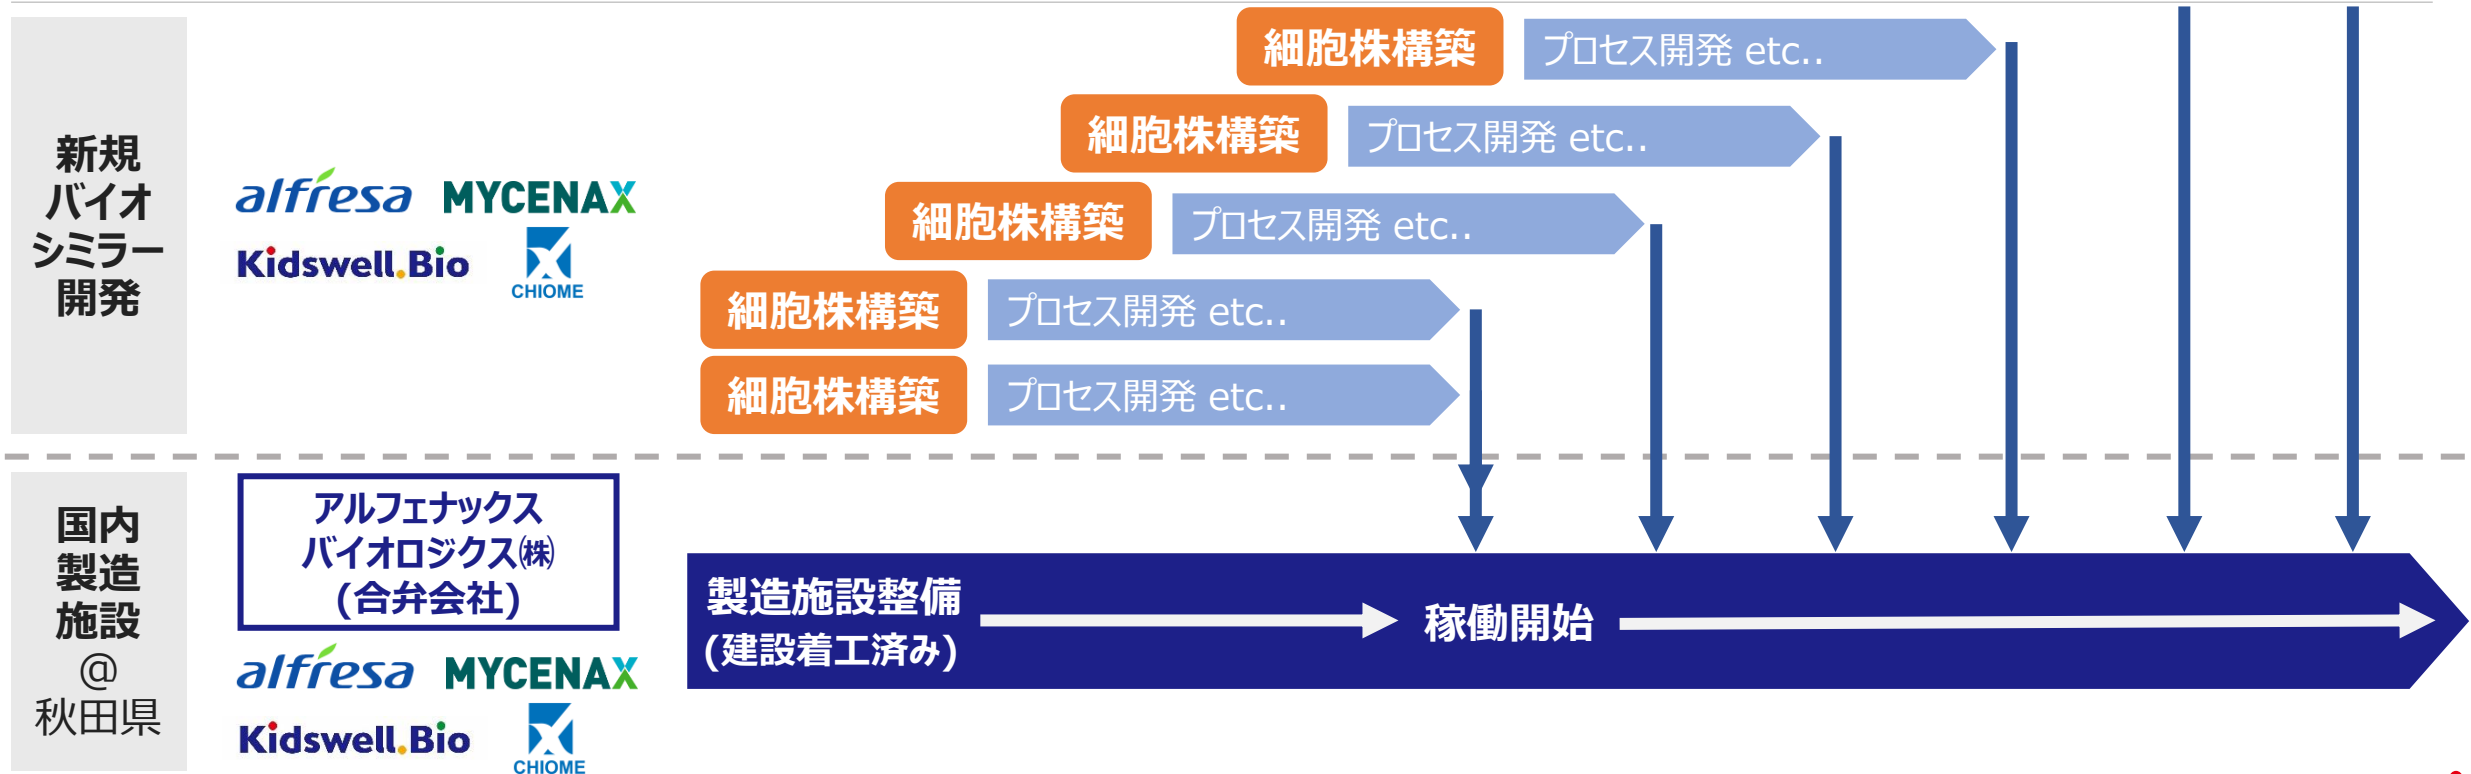 新規
バイオ
シミラー
開発
alfresa MYCENAX
Kidswell.Bio CHIOME
細胞株構築 プロセス開発 etc..
細胞株構築 プロセス開発 etc..
細胞株構築 プロセス開発 etc..
細胞株構築 プロセス開発 etc..
細胞株構築 プロセス開発 etc..
国内
製造
施設
@
秋田県
アルフェナックス
バイオロジクス㈱
(合弁会社)
alfresa MYCENAX
Kidswell.Bio CHIOME
製造施設整備
(建設着工済み)
稼働開始